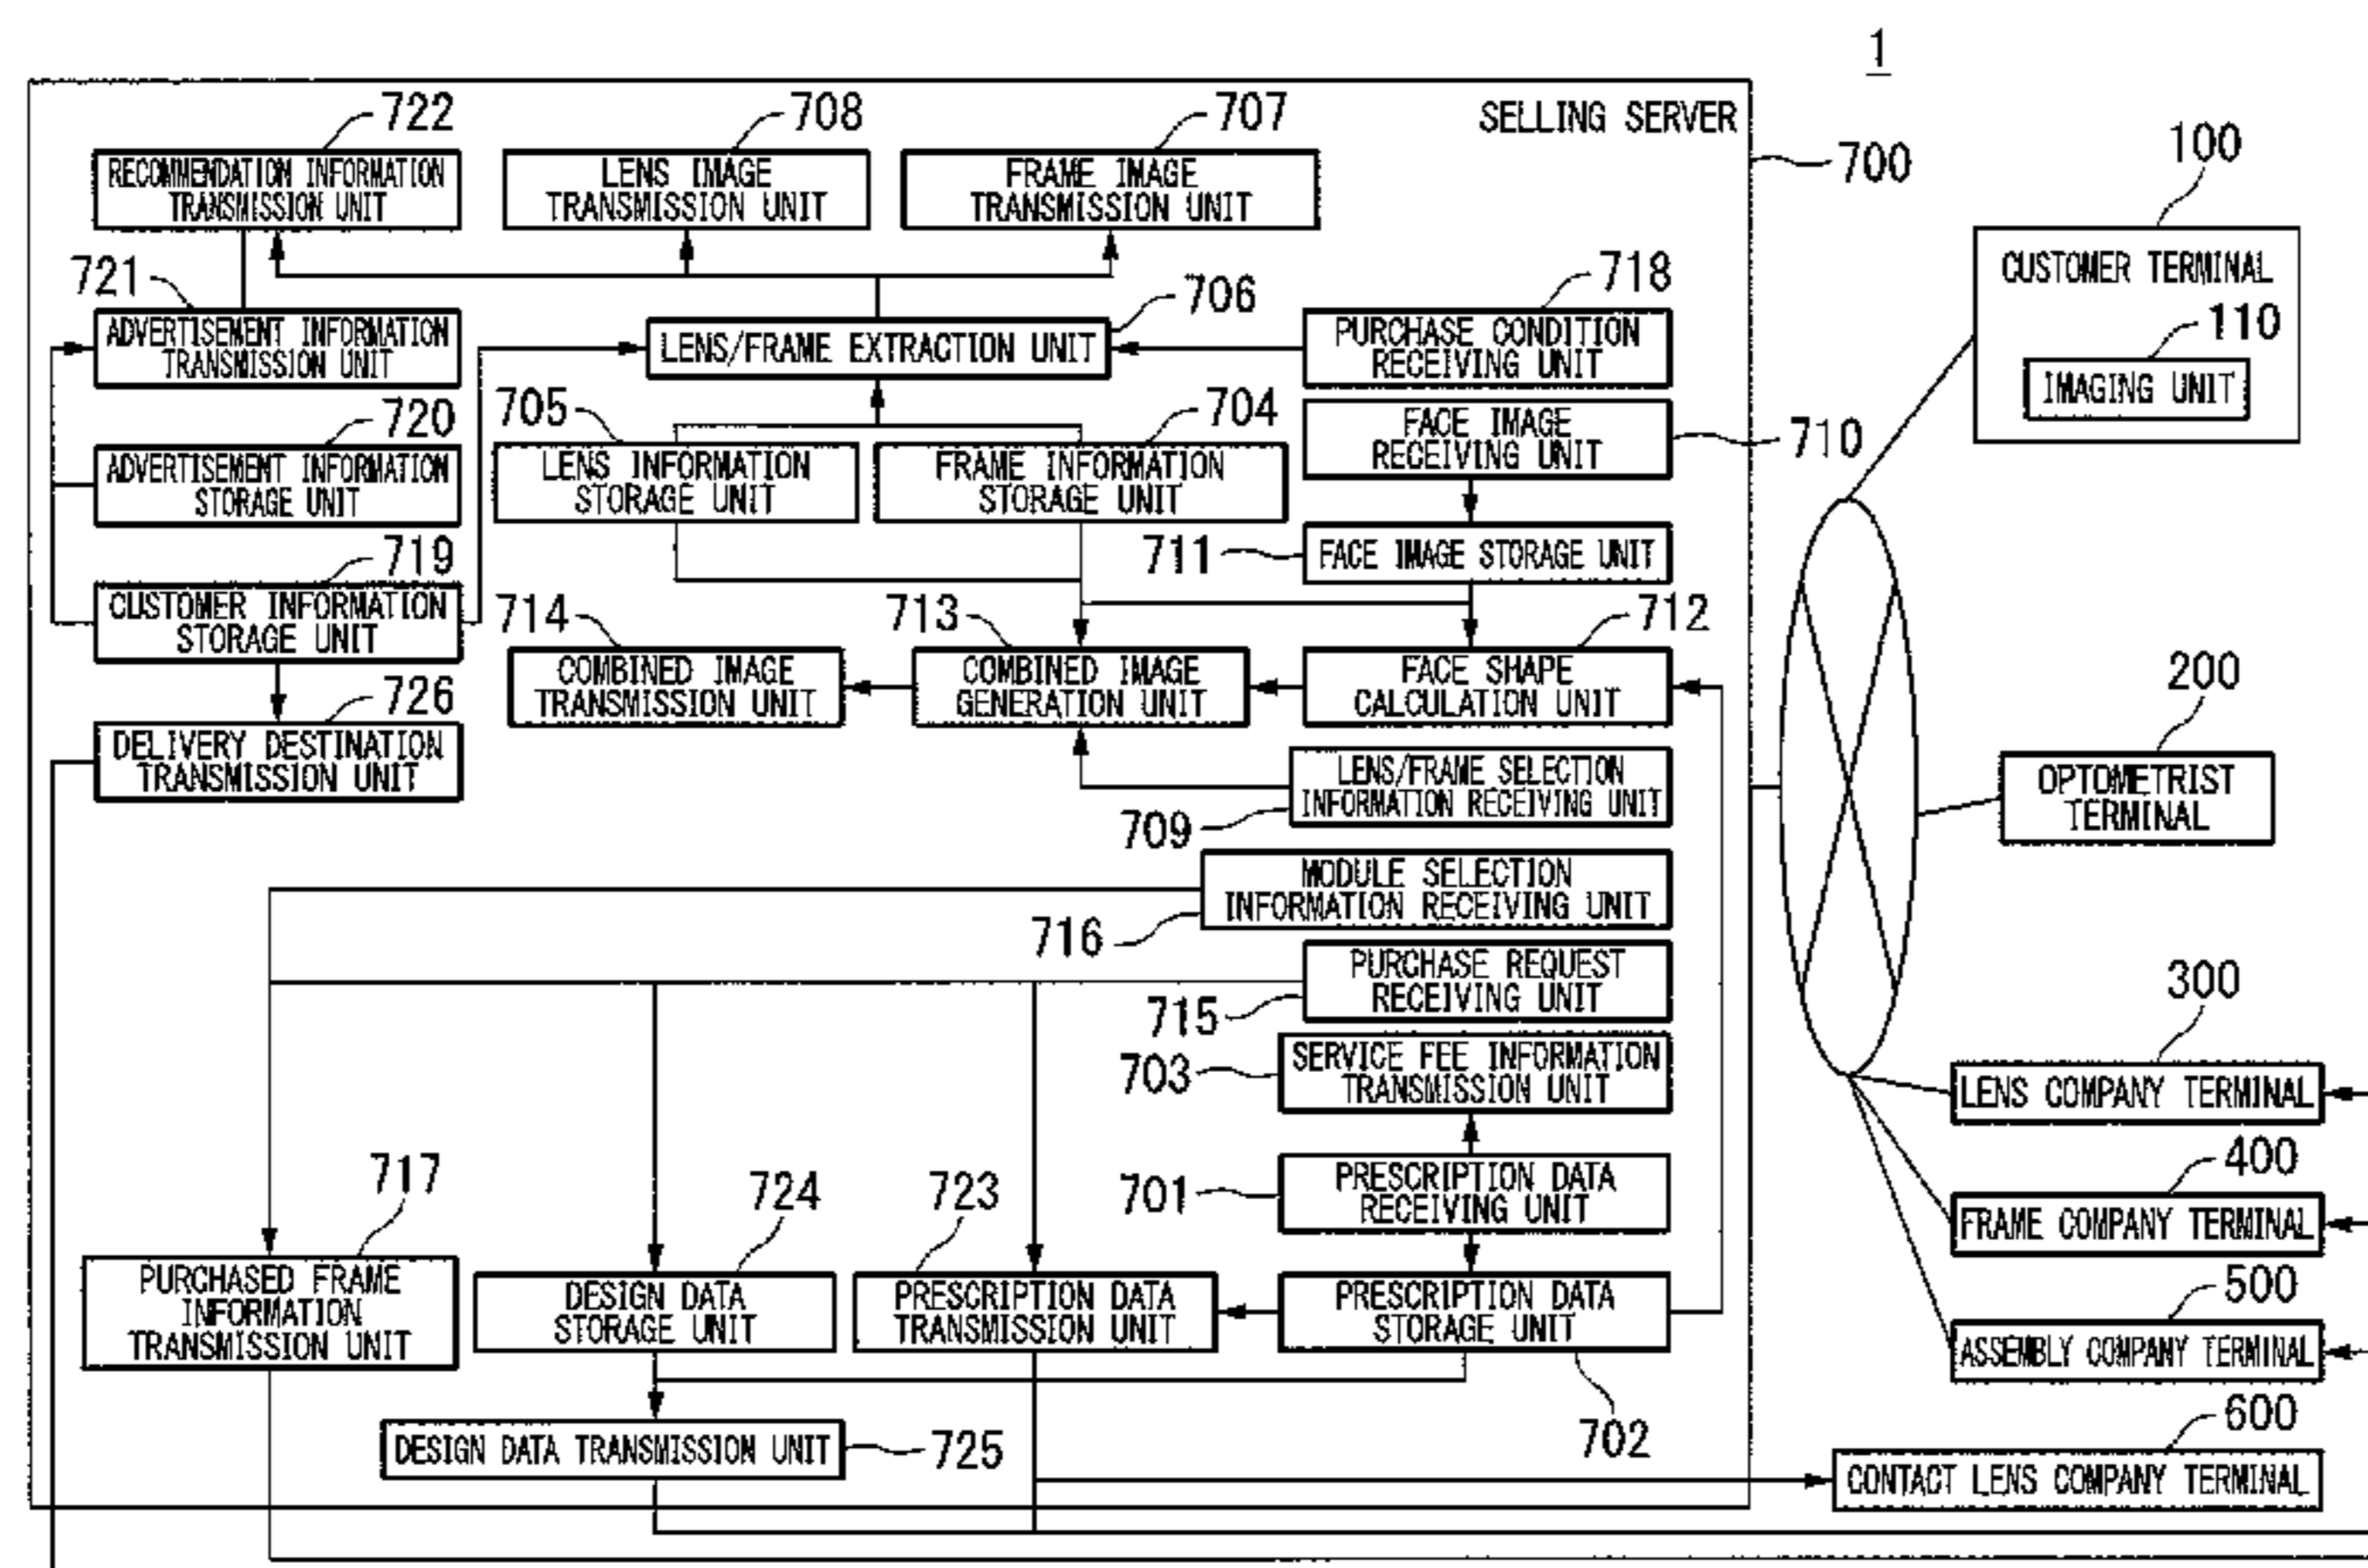 1
SELLING SERVER
700
722
RECOMMENDATION INFORMATION
TRANSMISSION UNIT
708
LENS IMAGE
TRANSMISSION UNIT
707
FRAME IMAGE
TRANSMISSION UNIT
100
CUSTOMER TERMINAL
110
IMAGING UNIT
721
ADVERTISEMENT INFORMATION
TRANSMISSION UNIT
706
LENS/FRAME EXTRACTION UNIT
718
PURCHASE CONDITION
RECEIVING UNIT
720
ADVERTISEMENT INFORMATION
STORAGE UNIT
705
LENS INFORMATION
STORAGE UNIT
704
FRAME INFORMATION
STORAGE UNIT
FACE IMAGE
RECEIVING UNIT
710
719
CUSTOMER INFORMATION
STORAGE UNIT
711
FACE IMAGE STORAGE UNIT
714
COMBINED IMAGE
TRANSMISSION UNIT
713
COMBINED IMAGE
GENERATION UNIT
712
FACE SHAPE
CALCULATION UNIT
726
DELIVERY DESTINATION
TRANSMISSION UNIT
200
OPTOMETRIST
TERMINAL
LENS/FRAME SELECTION
INFORMATION RECEIVING UNIT
709
MODULE SELECTION
INFORMATION RECEIVING UNIT
716
PURCHASE REQUEST
RECEIVING UNIT
715
300
LENS COMPANY TERMINAL
703
SERVICE FEE INFORMATION
TRANSMISSION UNIT
400
FRAME COMPANY TERMINAL
701
PRESCRIPTION DATA
RECEIVING UNIT
717
PURCHASED FRAME
INFORMATION
TRANSMISSION UNIT
724
DESIGN DATA
STORAGE UNIT
723
PRESCRIPTION DATA
TRANSMISSION UNIT
PRESCRIPTION DATA
STORAGE UNIT
702
500
ASSEMBLY COMPANY TERMINAL
DESIGN DATA TRANSMISSION UNIT
725
600
CONTACT LENS COMPANY TERMINAL